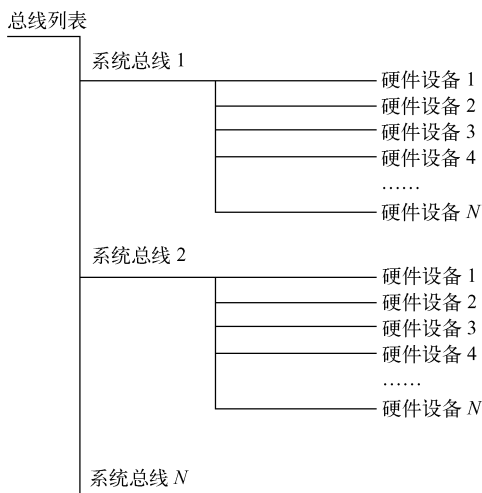 总线列表
系统总线 1
硬件设备 1
硬件设备 2
硬件设备 3
硬件设备 4
……
硬件设备 N
系统总线 2
硬件设备 1
硬件设备 2
硬件设备 3
硬件设备 4
……
硬件设备 N
系统总线 N